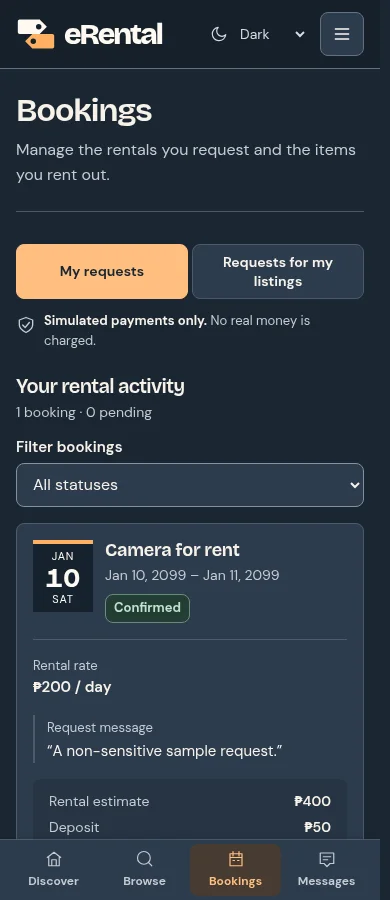 eRental
Dark
Bookings
Manage the rentals you request and the items
you rent out.
My requests
Requests for my
listings
Simulated payments only. No real money is
charged.
Your rental activity
1 booking · 0 pending
Filter bookings
All statuses
JAN
10
SAT
Camera for rent
Jan 10, 2099 – Jan 11, 2099
Confirmed
Rental rate
₱200 / day
Request message
“A non-sensitive sample request.”
Rental estimate ₱400
Deposit ₱50
Discover Browse Bookings Messages